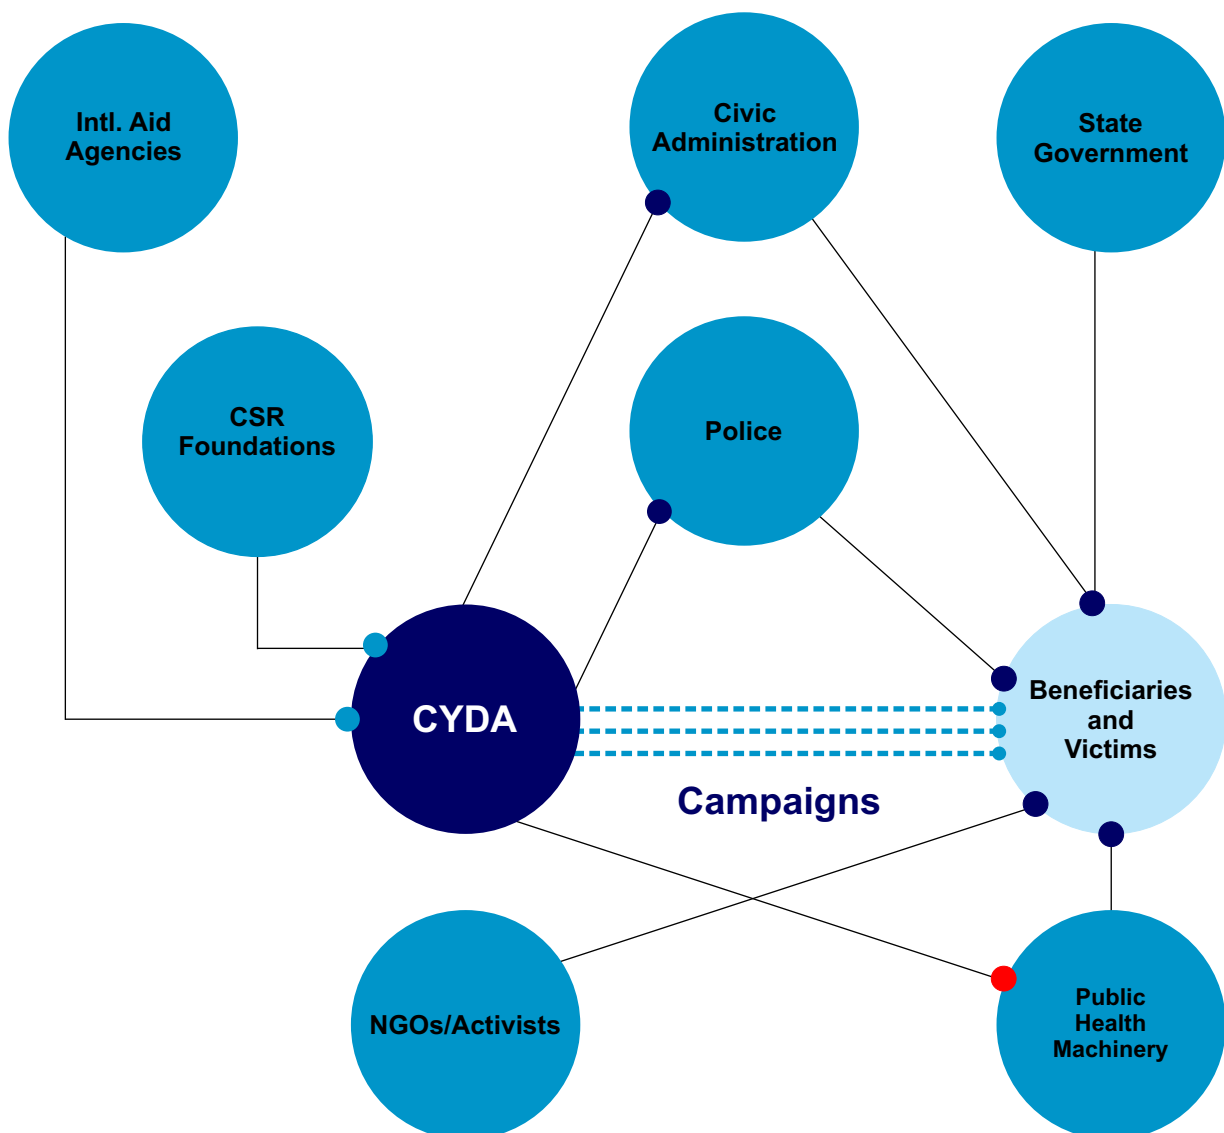 Intl. Aid
Agencies
Civic
Administration
State
Government
CSR
Foundations
Police
CYDA
Beneficiaries
and
Victims
Campaigns
NGOs/Activists
Public
Health
Machinery